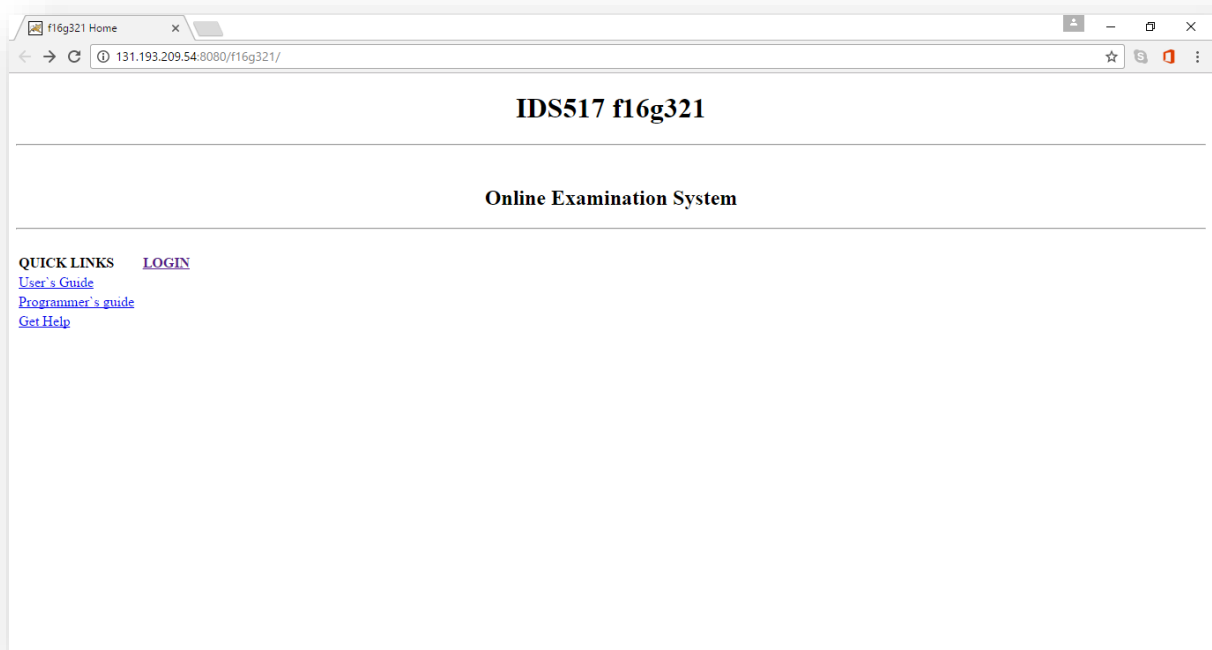 f16g321 Home
131.193.209.54:8080/f16g321/
IDS517 f16g321
Online Examination System
QUICK LINKS LOGIN
User`s Guide
Programmer`s guide
Get Help